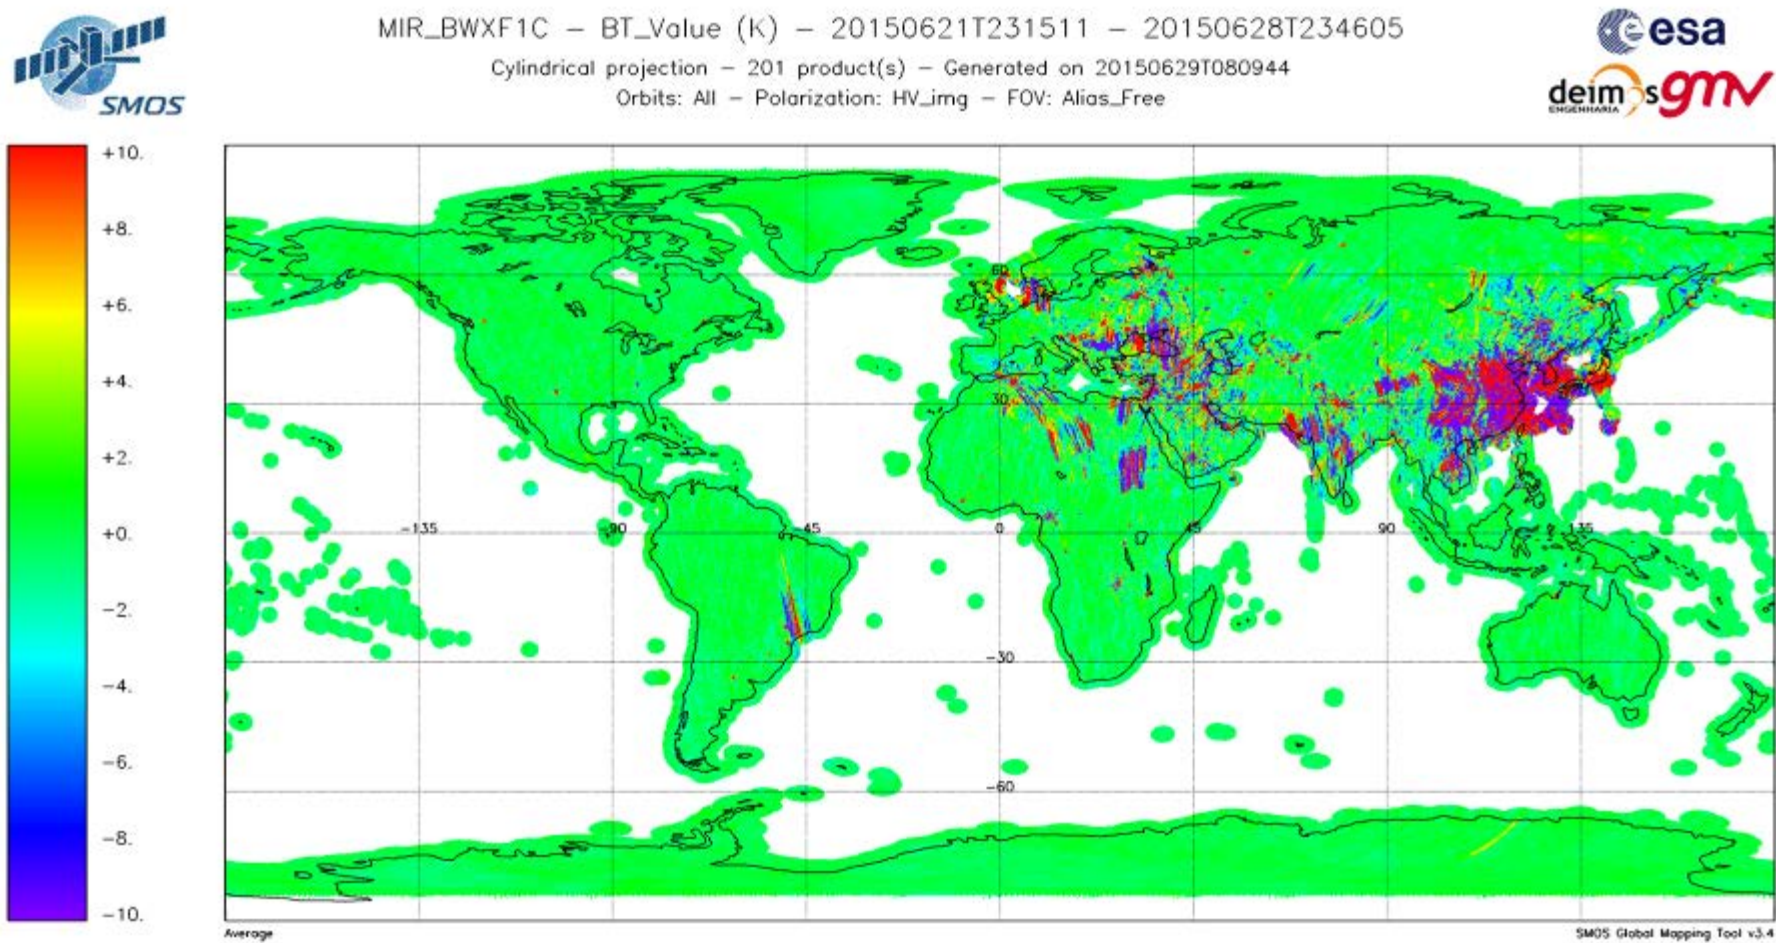 MIR_BWXF1C – BT_Value (K) – 20150621T231511 – 20150628T234605
Cylindrical projection – 201 product(s) – Generated on 20150629T080944
Orbits: All – Polarization: HV_img – FOV: Alias_Free
SMOS
esa
deimos
ENGENHARIA
gmv
+10.
+8.
+6.
+4.
+2.
+0.
−2.
−4.
−6.
−8.
−10.
60
30
−135
−90
−45
0
45
90
135
−30
−60
Average
SMOS Global Mapping Tool v3.4